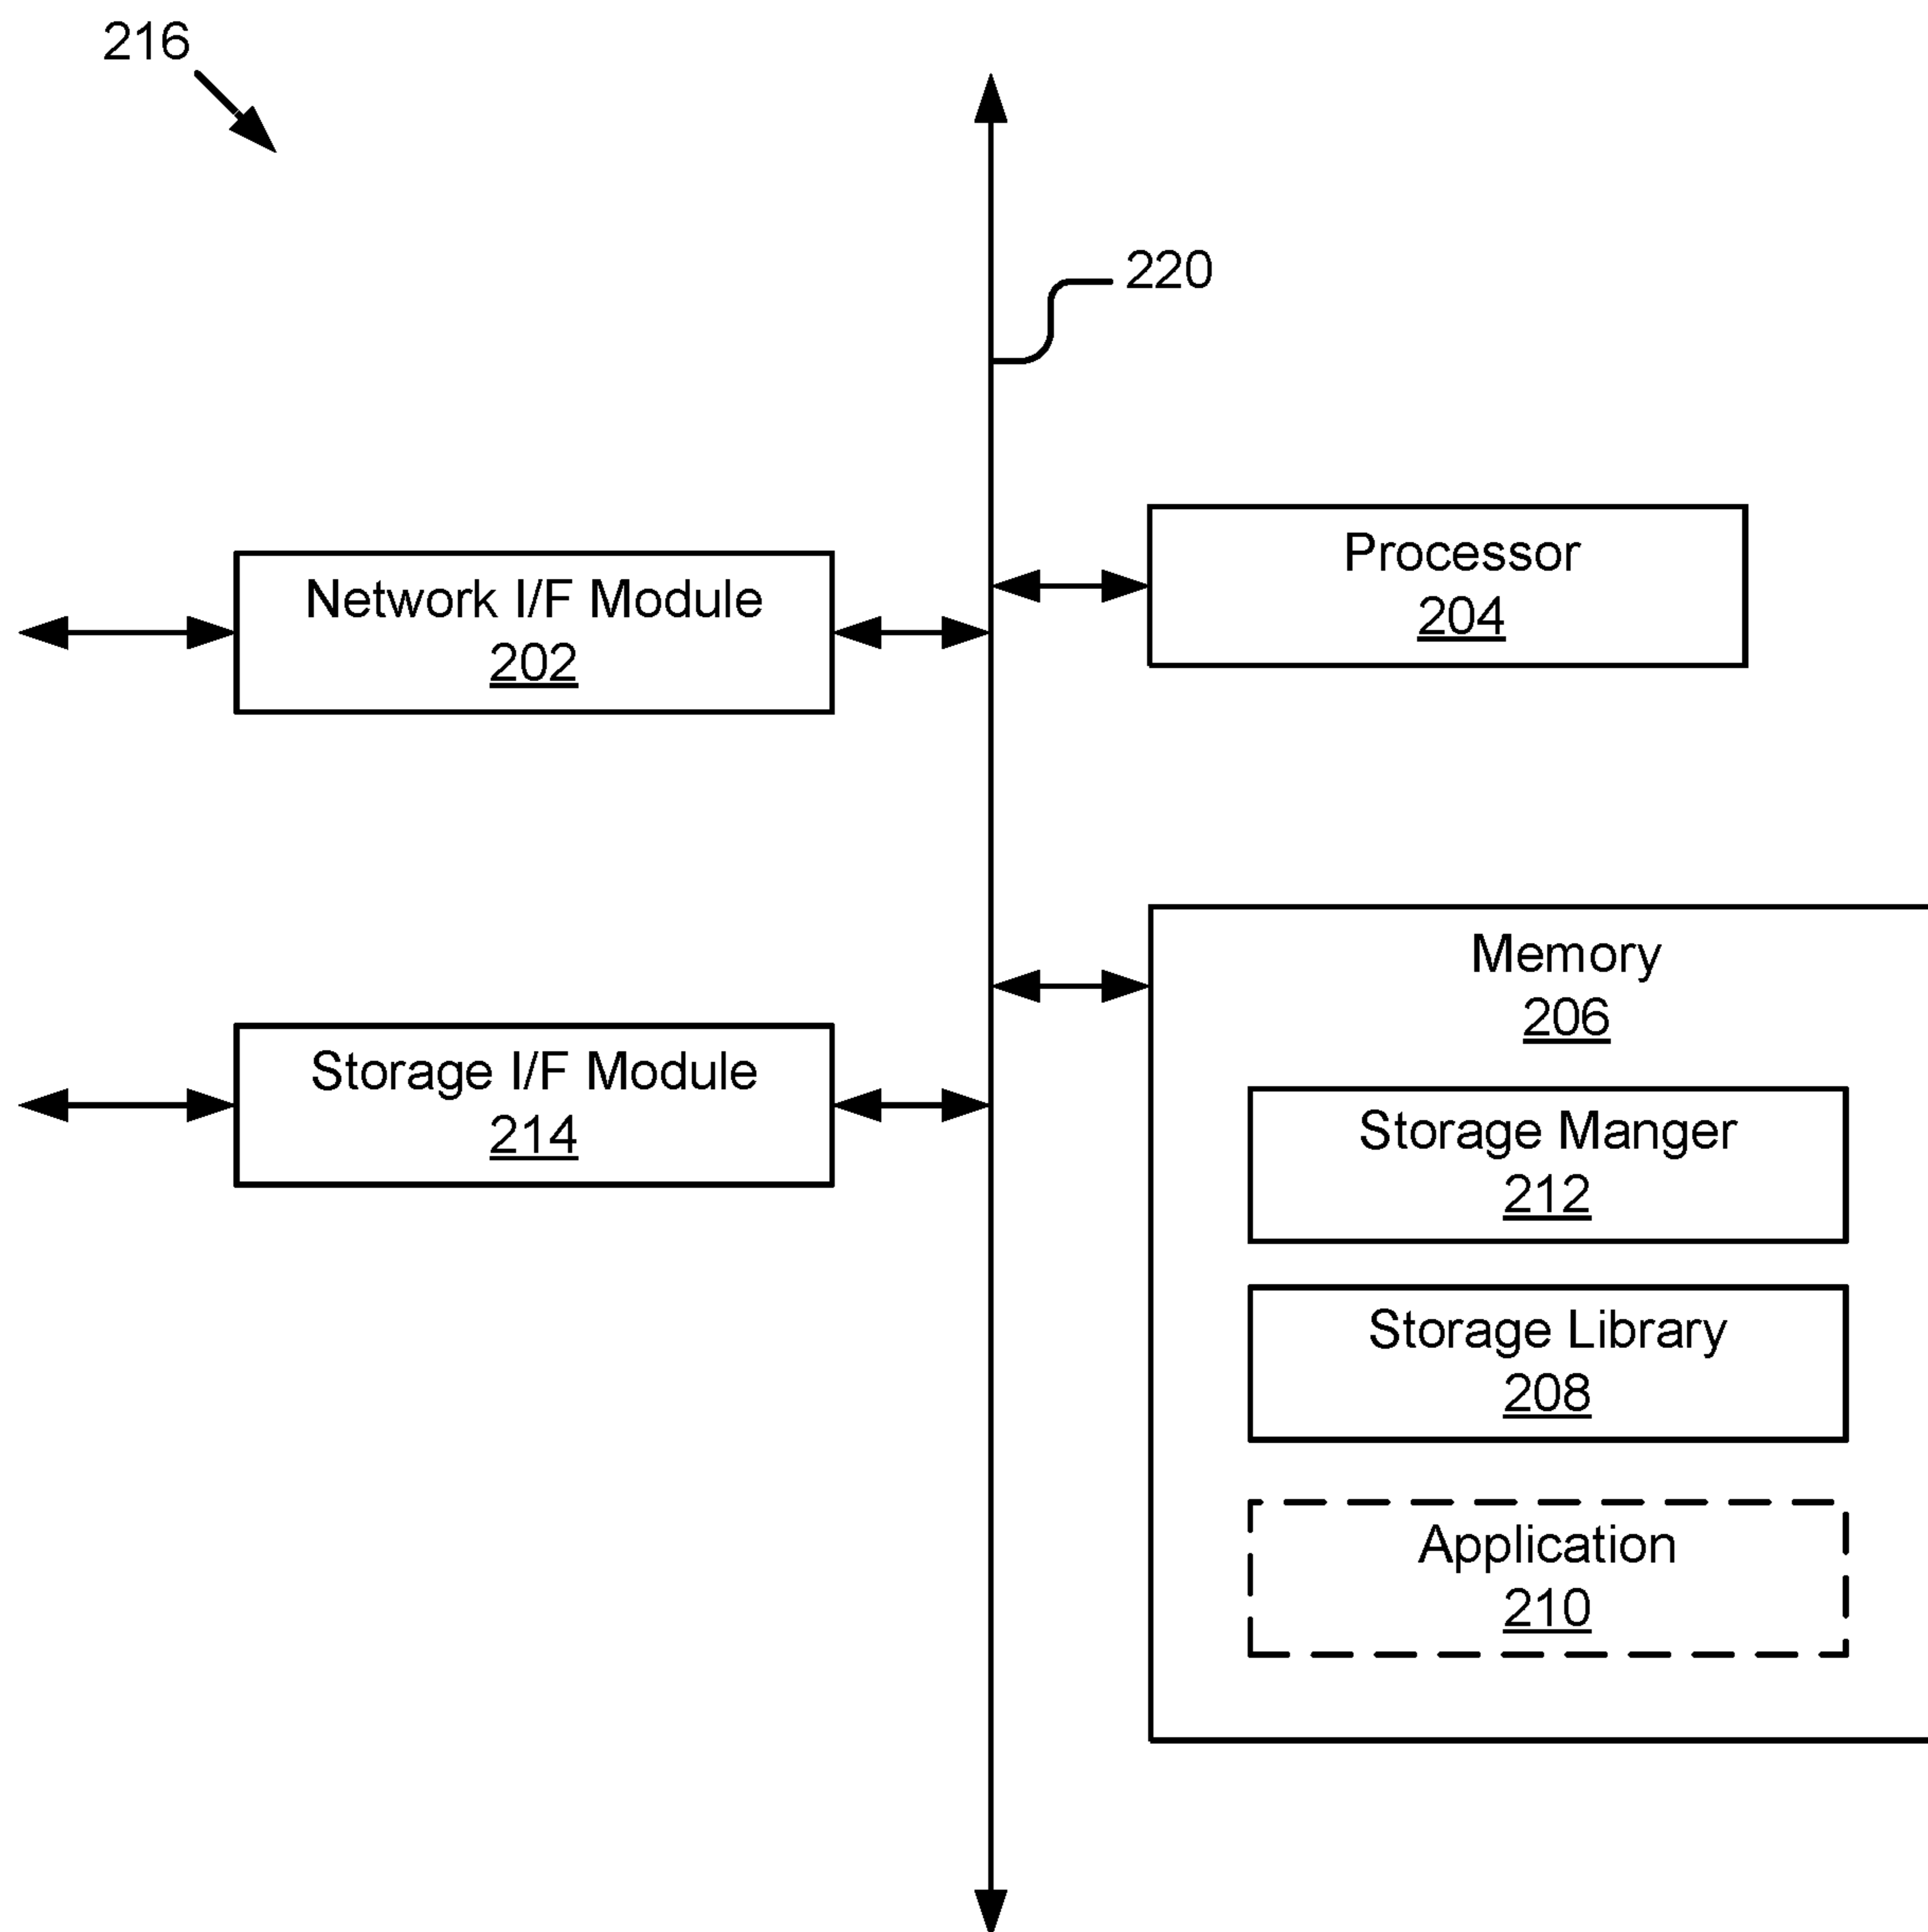 216
220
Processor
204
Network I/F Module
202
Memory
206
Storage I/F Module
214
Storage Manger
212
Storage Library
208
Application
210